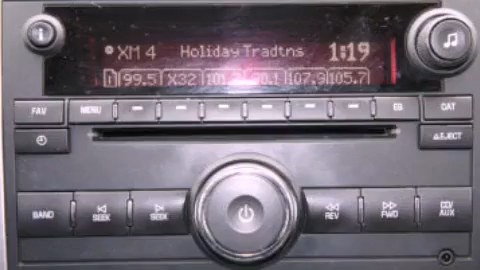 XM 4 Holiday Tradtns 1:19
1 99.5 X32 107.9 105.7
FAV MENU EQ CAT
EJECT
BAND SEEK SEEK REV FWD CD/AUX